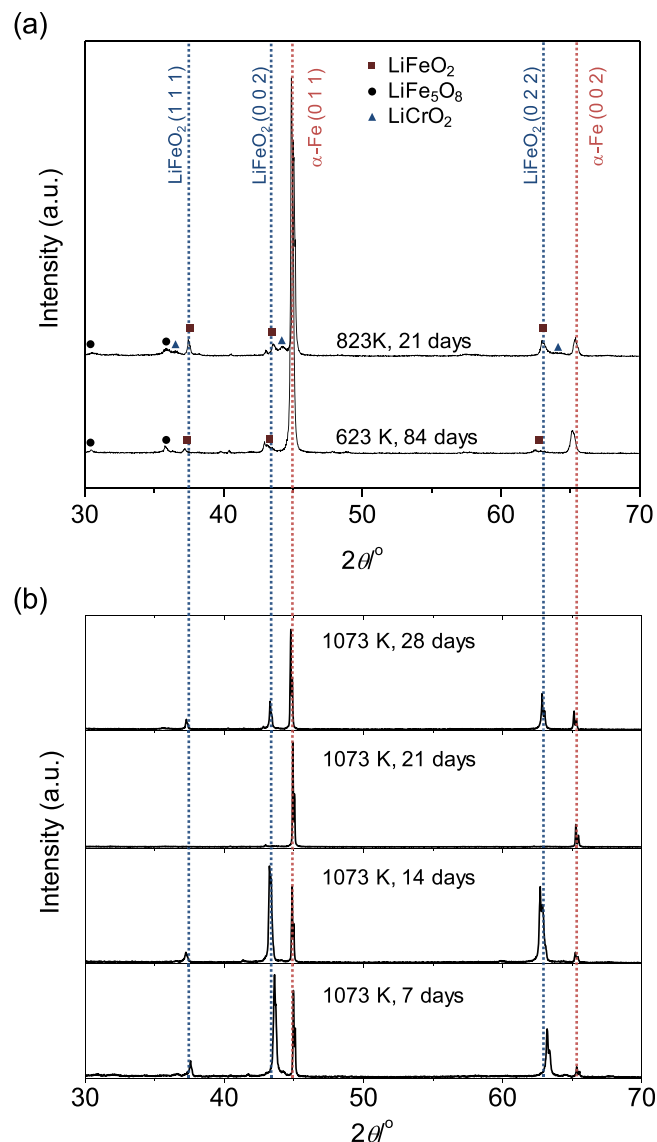 (a)
Intensity (a.u.)
LiFeO₂ (1 1 1)
LiFeO₂ (0 0 2)
α-Fe (0 1 1)
LiFeO₂ (0 2 2)
α-Fe (0 0 2)
LiFeO₂
LiFe₅O₈
LiCrO₂
823K, 21 days
623 K, 84 days
30 40 50 60 70
2θ/°
(b)
Intensity (a.u.)
1073 K, 28 days
1073 K, 21 days
1073 K, 14 days
1073 K, 7 days
30 40 50 60 70
2θ/°